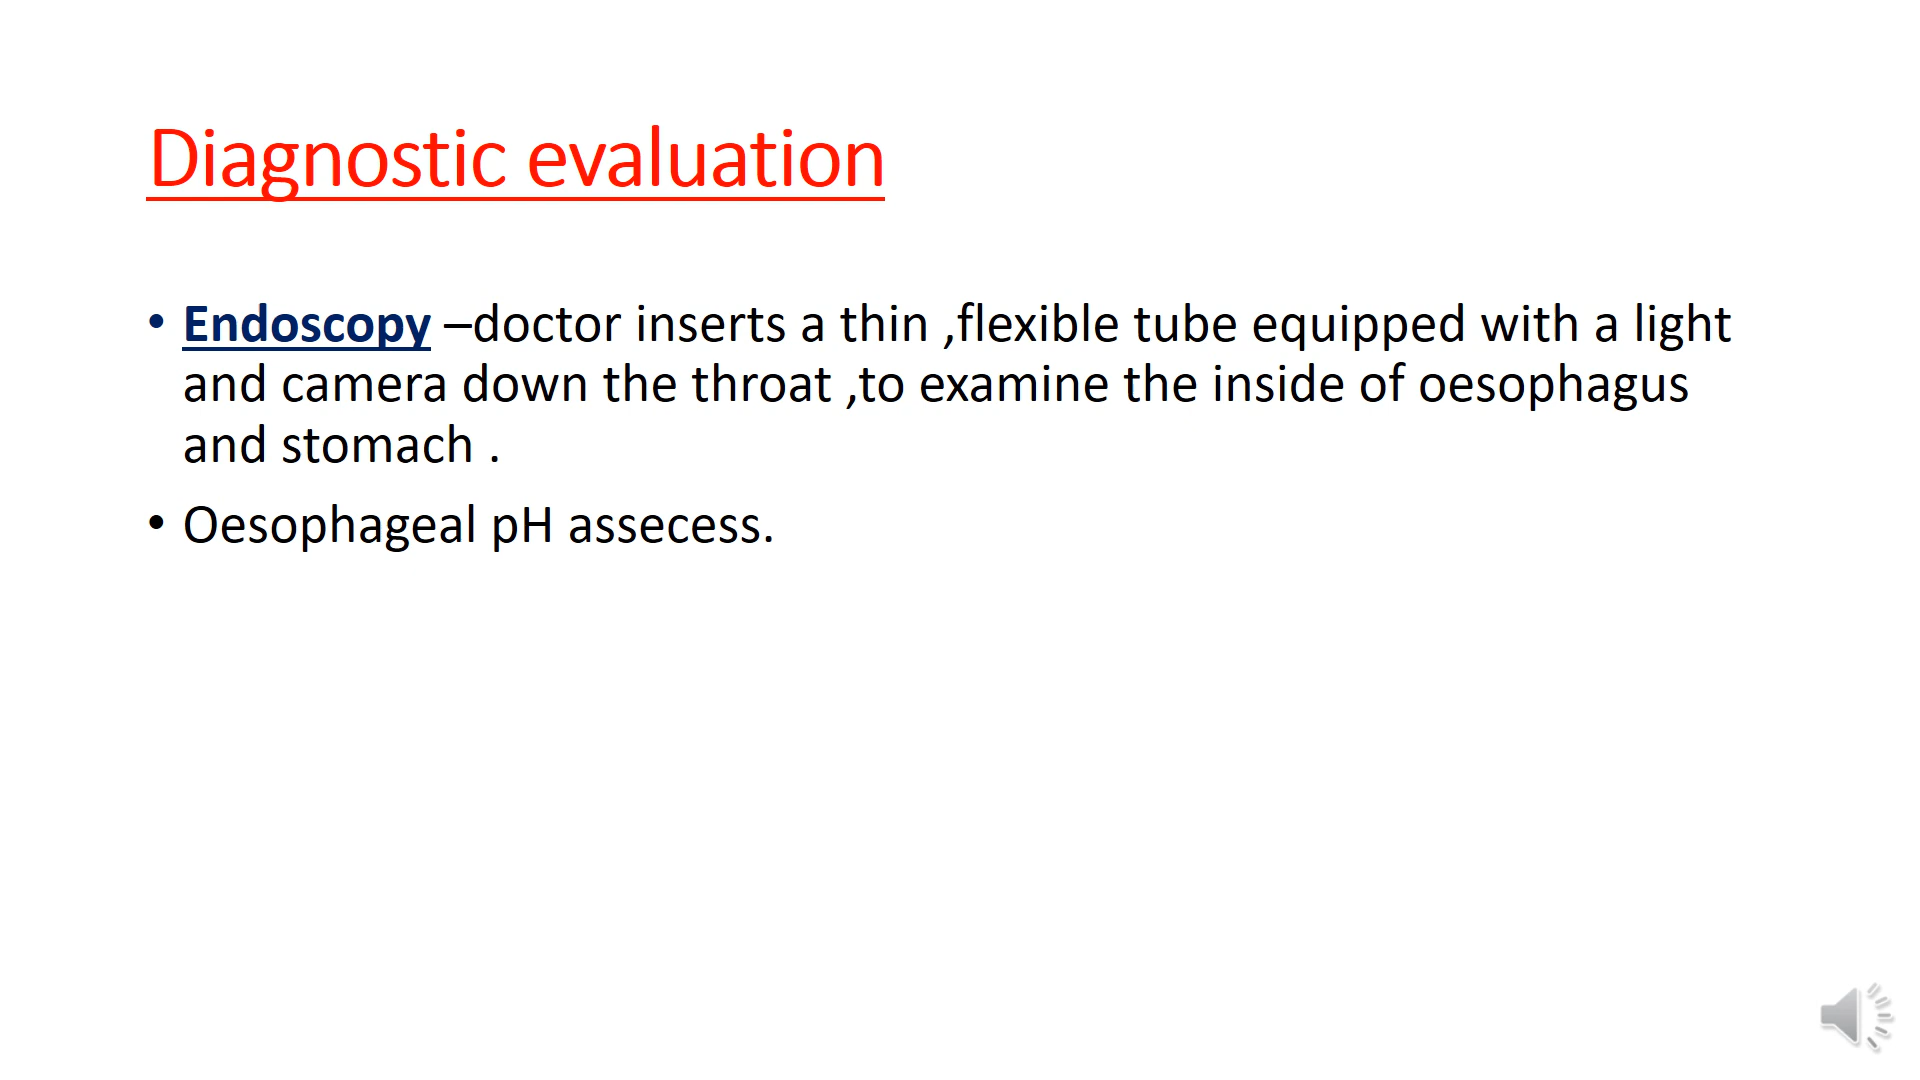 Diagnostic evaluation
• Endoscopy –doctor inserts a thin ,flexible tube equipped with a light
and camera down the throat ,to examine the inside of oesophagus
and stomach .
• Oesophageal pH assecess.